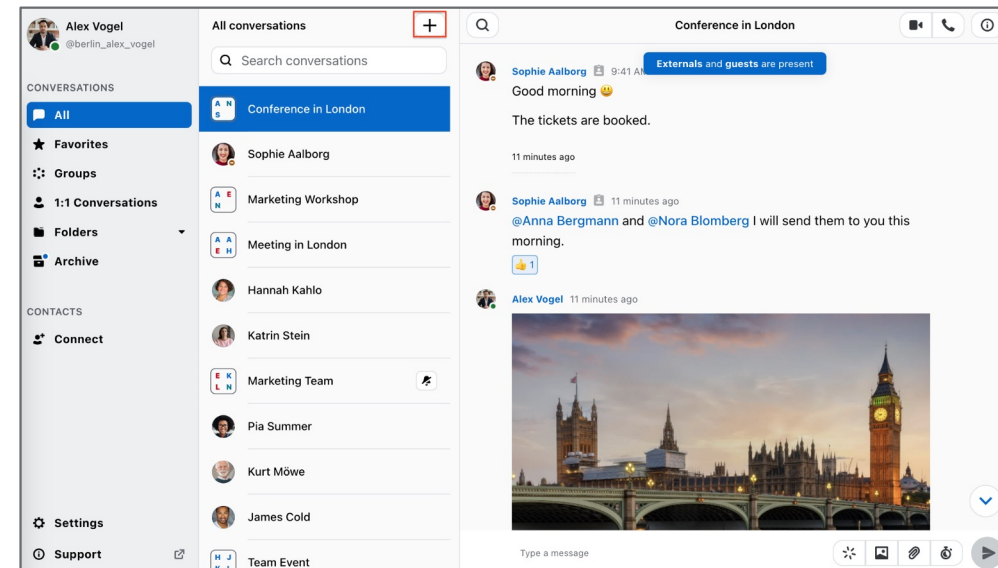 Alex Vogel
@berlin_alex_vogel
CONVERSATIONS
All
Favorites
Groups
1:1 Conversations
Folders
Archive
CONTACTS
Connect
Settings
Support
All conversations
Search conversations
A N
S
Conference in London
Sophie Aalborg
A E
N
Marketing Workshop
A A
E H
Meeting in London
Hannah Kahlo
Katrin Stein
E K
L N
Marketing Team
Pia Summer
Kurt Möwe
James Cold
H J
Team Event
Conference in London
Externals and guests are present
Sophie Aalborg 9:41 AM
Good morning 😃
The tickets are booked.
11 minutes ago
Sophie Aalborg 11 minutes ago
@Anna Bergmann and @Nora Blomberg I will send them to you this
morning.
👍 1
Alex Vogel 11 minutes ago
Type a message